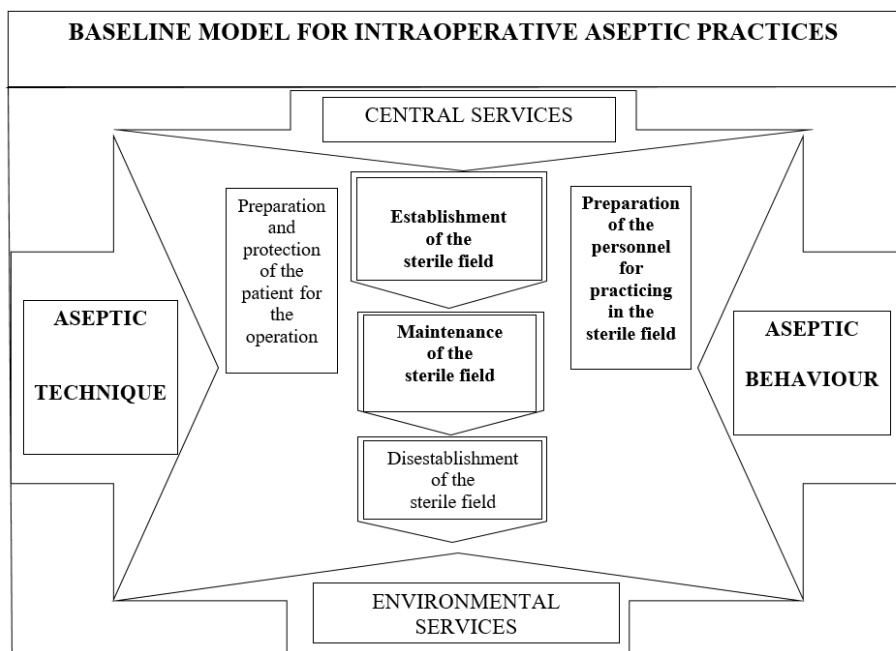 BASELINE MODEL FOR INTRAOPERATIVE ASEPTIC PRACTICES
CENTRAL SERVICES
Preparation
and
protection
of the
patient for
the
operation
Establishment
of the
sterile field
Preparation
of the
personnel
for
practicing
in the
sterile field
ASEPTIC
TECHNIQUE
Maintenance
of the
sterile field
ASEPTIC
BEHAVIOUR
Disestablishment
of the
sterile field
ENVIRONMENTAL
SERVICES